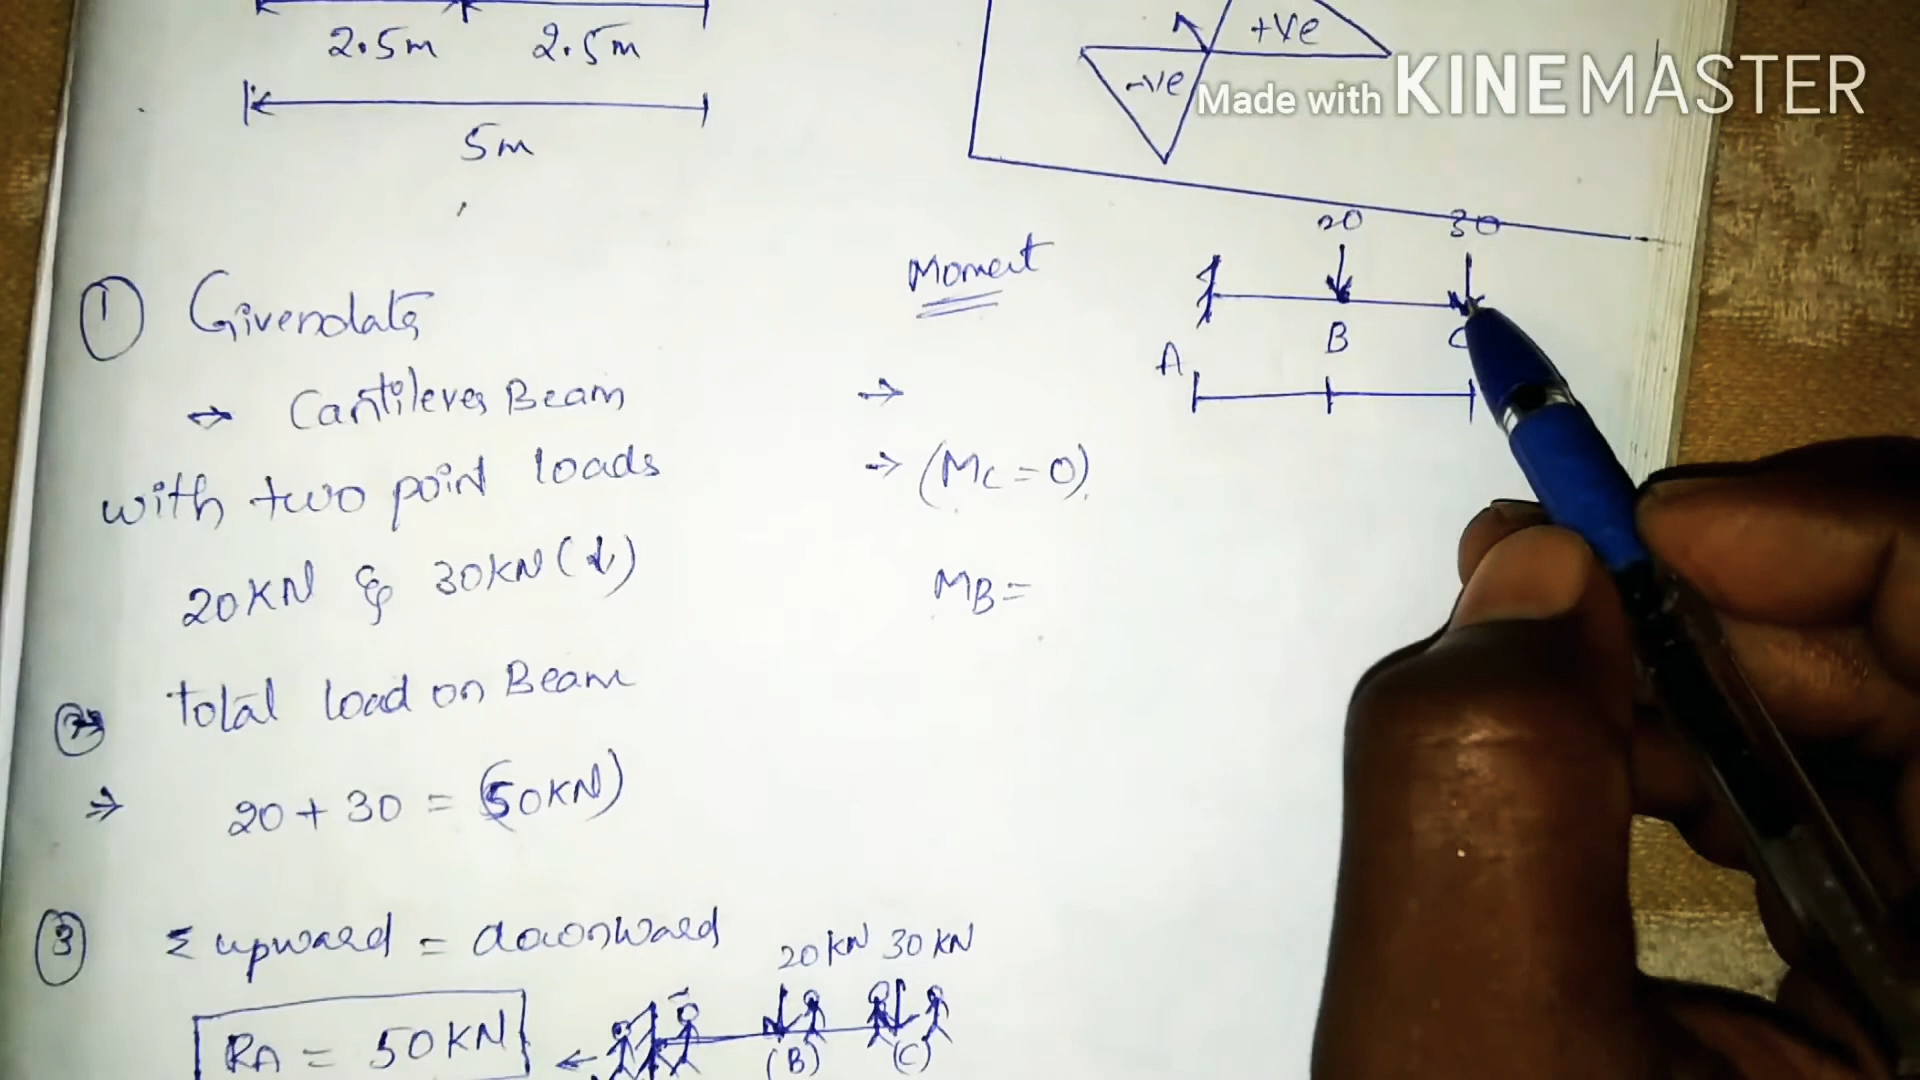 2.5m 2.5m
5m
+ve
-ve
Made with KINEMASTER
20 30
A B C
Moment
(MC = 0)
MB =
1 Givendata
Cantilever Beam
with two point loads
20KN & 30KN (↓)
Total load on Beam
⇒ 20 + 30 = (50KN)
3 Σ upward = downward
20KN 30KN
RA = 50KN
(B) (C)